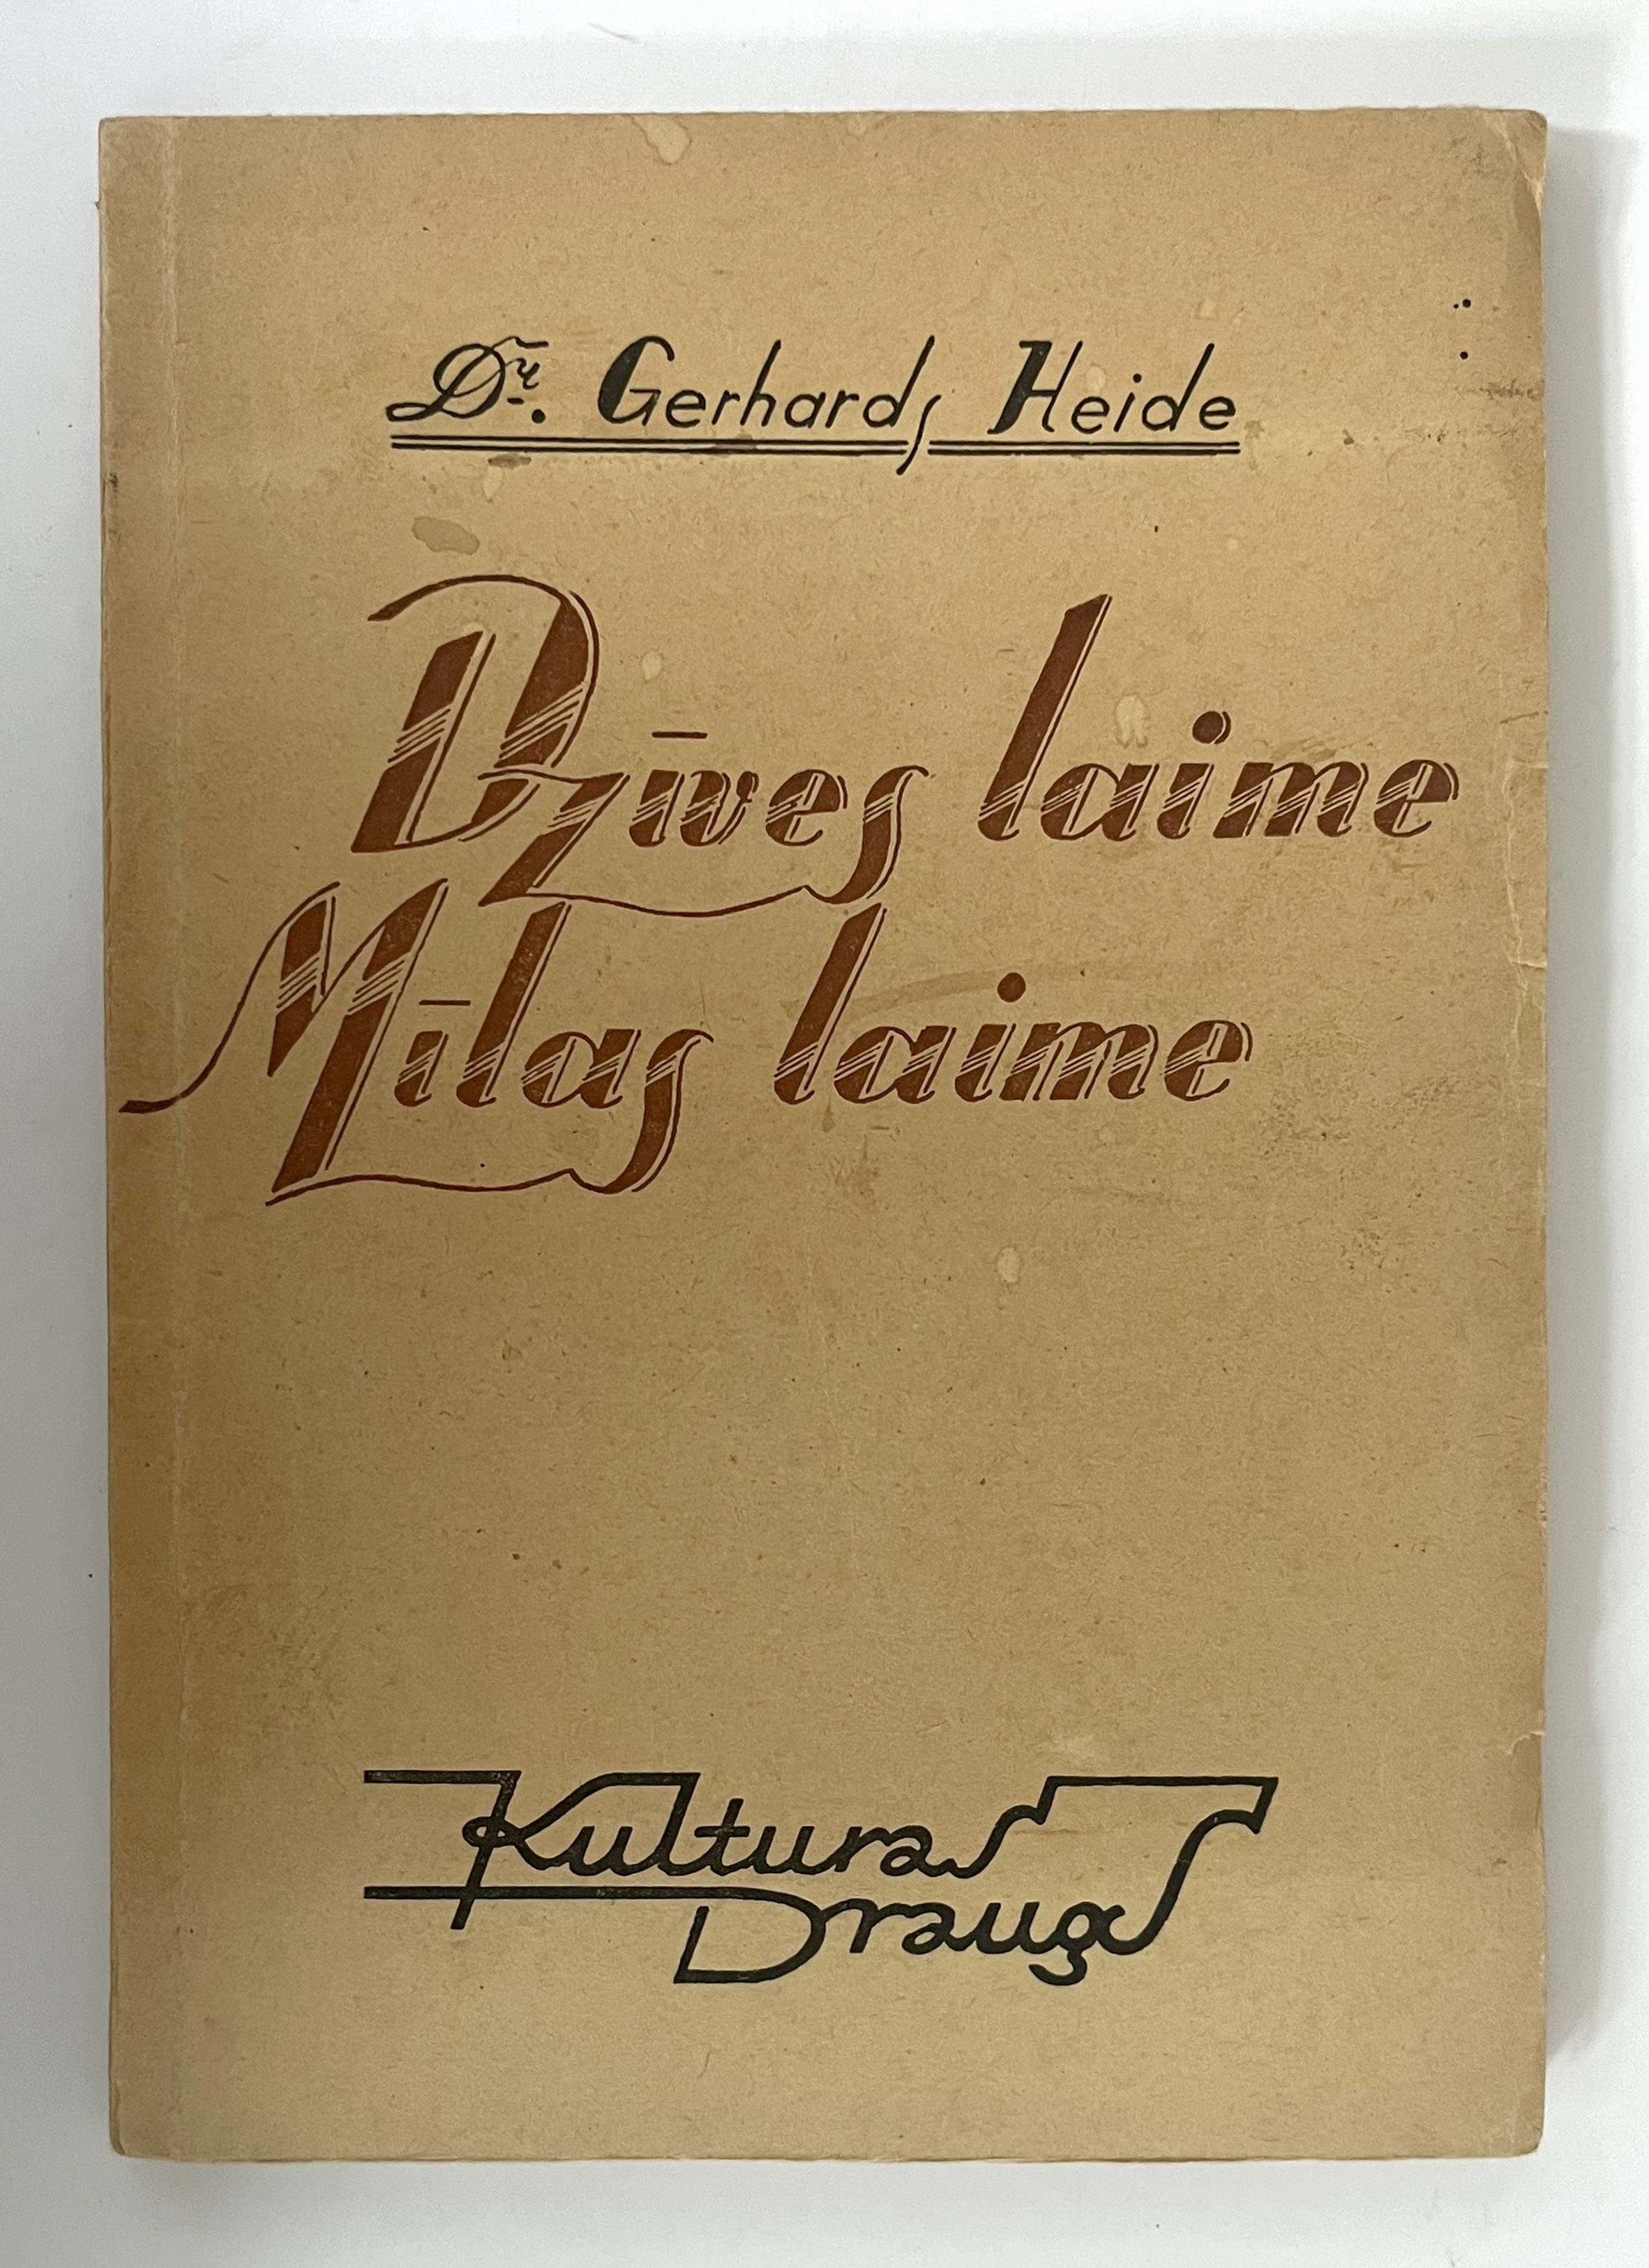 Dr. Gerhards Heide
Dzīves laime
Mīlas laime
Kulturas
Draugs